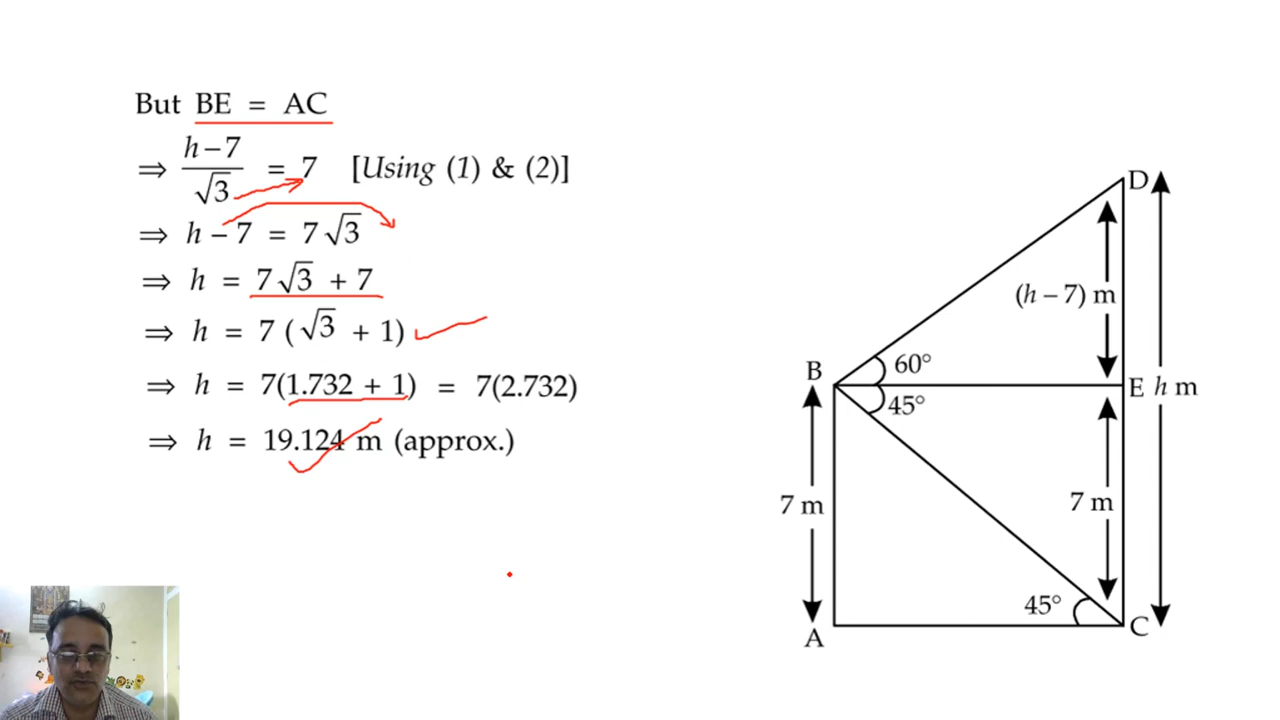 But BE = AC
⇒ h−7/√3 = 7 [Using (1) & (2)]
⇒ h − 7 = 7√3
⇒ h = 7√3 + 7
⇒ h = 7 (√3 + 1)
⇒ h = 7(1.732 + 1) = 7(2.732)
⇒ h = 19.124 m (approx.)
D
(h – 7) m
B
60°
E h m
45°
7 m
7 m
45°
C
A